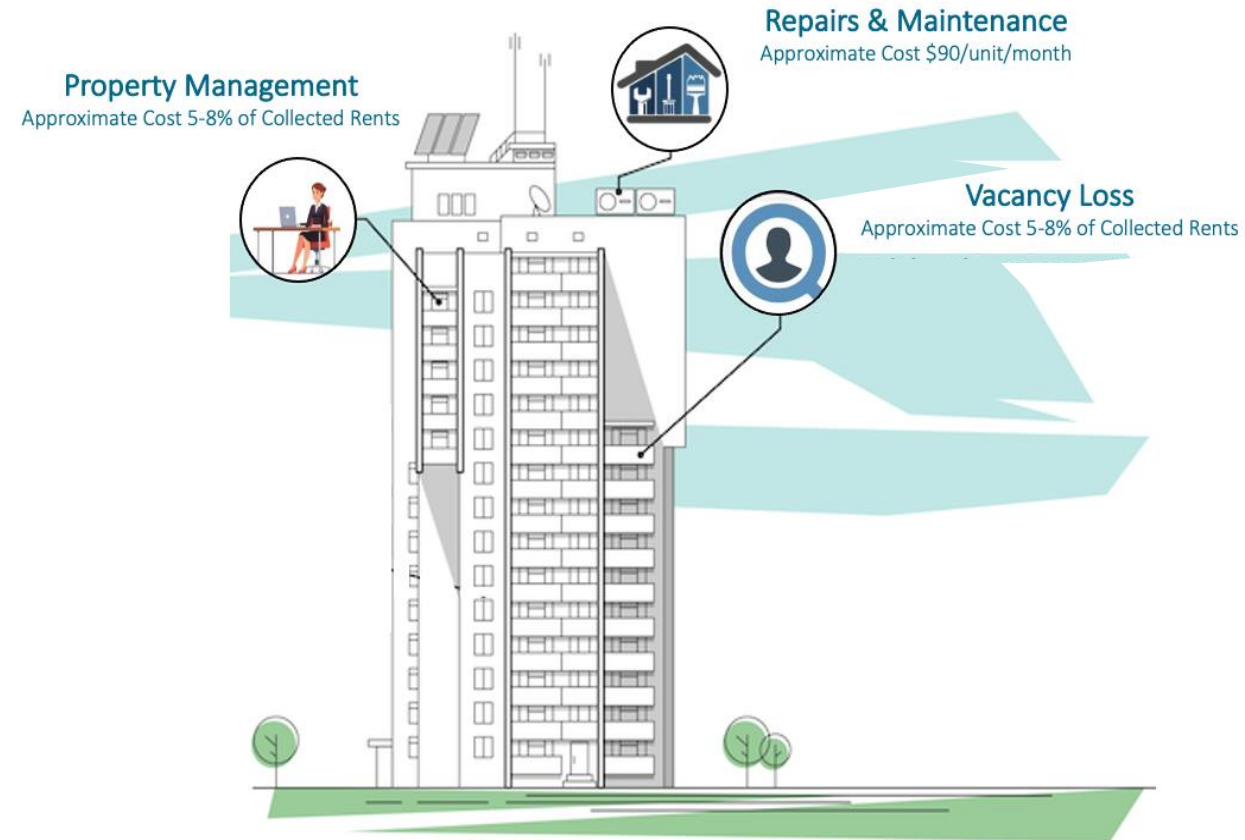 Repairs & Maintenance
Approximate Cost $90/unit/month
Property Management
Approximate Cost 5-8% of Collected Rents
Vacancy Loss
Approximate Cost 5-8% of Collected Rents